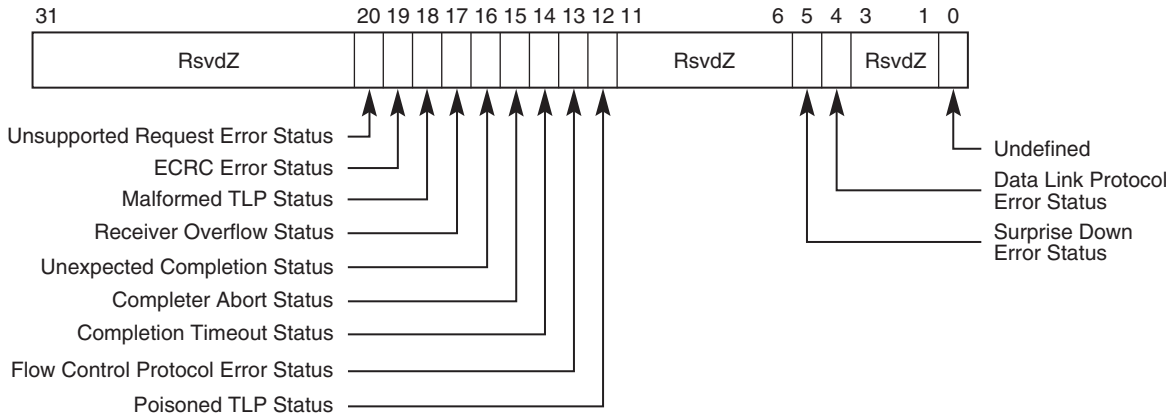 31 20 19 18 17 16 15 14 13 12 11 6 5 4 3 1 0
RsvdZ RsvdZ RsvdZ
Unsupported Request Error Status
ECRC Error Status
Malformed TLP Status
Receiver Overflow Status
Unexpected Completion Status
Completer Abort Status
Completion Timeout Status
Flow Control Protocol Error Status
Poisoned TLP Status
Undefined
Data Link Protocol
Error Status
Surprise Down
Error Status